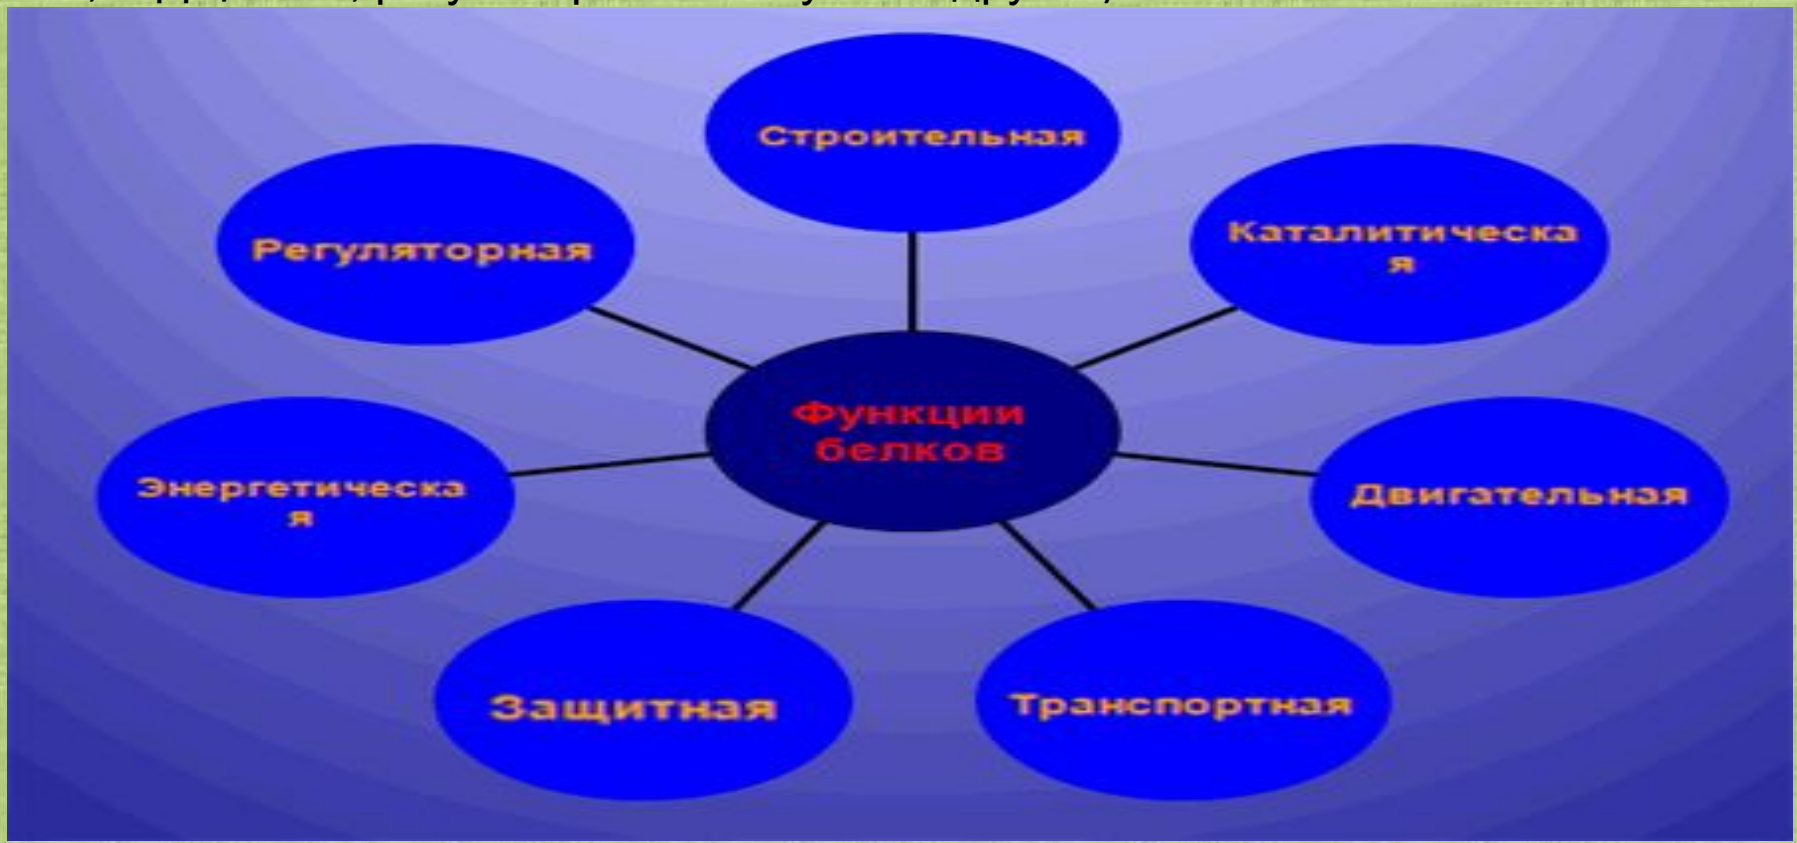 Строительная
Каталитическа
я
Двигательная
Транспортная
Защитная
Энергетическа
я
Регуляторная
Функции
белков